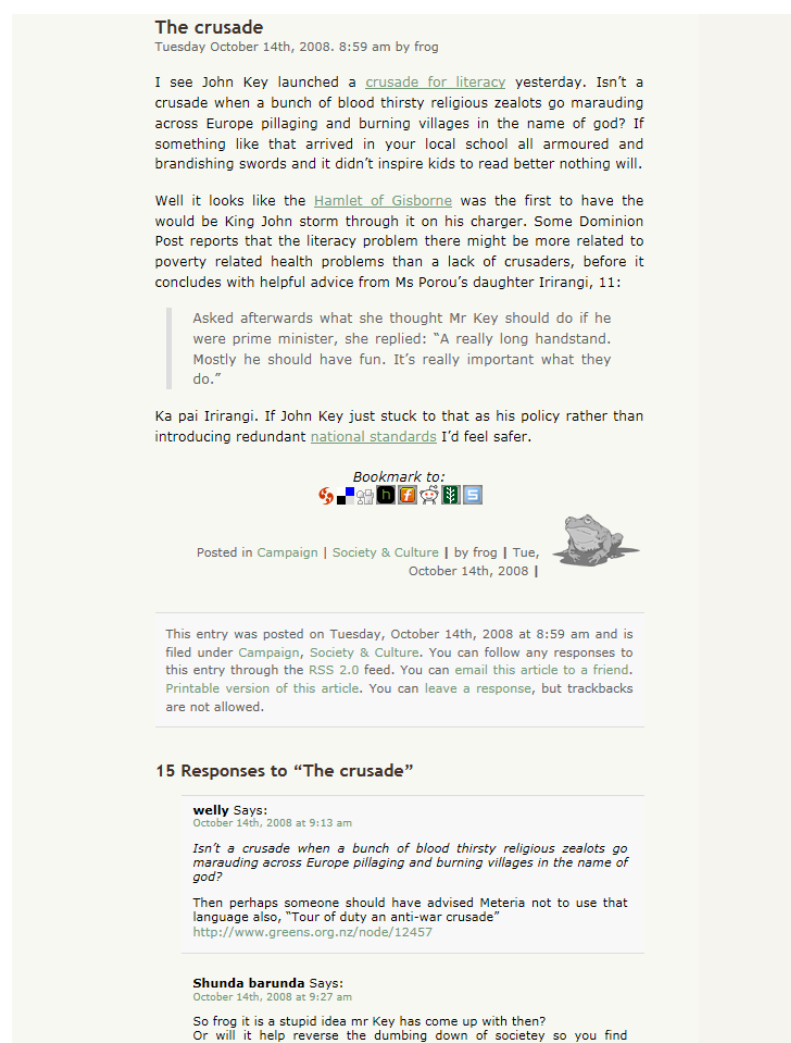 The crusade
Tuesday October 14th, 2008. 8:59 am by frog
I see John Key launched a crusade for literacy yesterday. Isn’t a
crusade when a bunch of blood thirsty religious zealots go marauding
across Europe pillaging and burning villages in the name of god? If
something like that arrived in your local school all armoured and
brandishing swords and it didn’t inspire kids to read better nothing will.
Well it looks like the Hamlet of Gisborne was the first to have the
would be King John storm through it on his charger. Some Dominion
Post reports that the literacy problem there might be more related to
poverty related health problems than a lack of crusaders, before it
concludes with helpful advice from Ms Porou’s daughter Irirangi, 11:
Asked afterwards what she thought Mr Key should do if he
were prime minister, she replied: “A really long handstand.
Mostly he should have fun. It’s really important what they
do.”
Ka pai Irirangi. If John Key just stuck to that as his policy rather than
introducing redundant national standards I’d feel safer.
Bookmark to:
h f S
Posted in Campaign | Society & Culture | by frog | Tue,
October 14th, 2008 |
This entry was posted on Tuesday, October 14th, 2008 at 8:59 am and is
filed under Campaign, Society & Culture. You can follow any responses to
this entry through the RSS 2.0 feed. You can email this article to a friend.
Printable version of this article. You can leave a response, but trackbacks
are not allowed.
15 Responses to “The crusade”
welly Says:
October 14th, 2008 at 9:13 am
Isn’t a crusade when a bunch of blood thirsty religious zealots go
marauding across Europe pillaging and burning villages in the name of
god?
Then perhaps someone should have advised Meteria not to use that
language also, “Tour of duty an anti-war crusade”
http://www.greens.org.nz/node/12457
Shunda barunda Says:
October 14th, 2008 at 9:27 am
So frog it is a stupid idea mr Key has come up with then?
Or will it help reverse the dumbing down of societey so you find